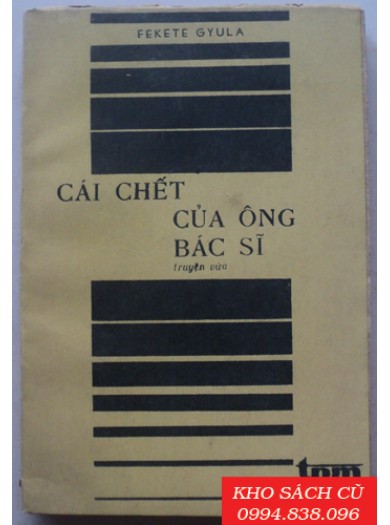 FEKETE GYULA
CÁI CHẾT
CỦA ÔNG
BÁC SĨ
truyện vừa
tpm
KHO SÁCH CŨ
0994.838.096